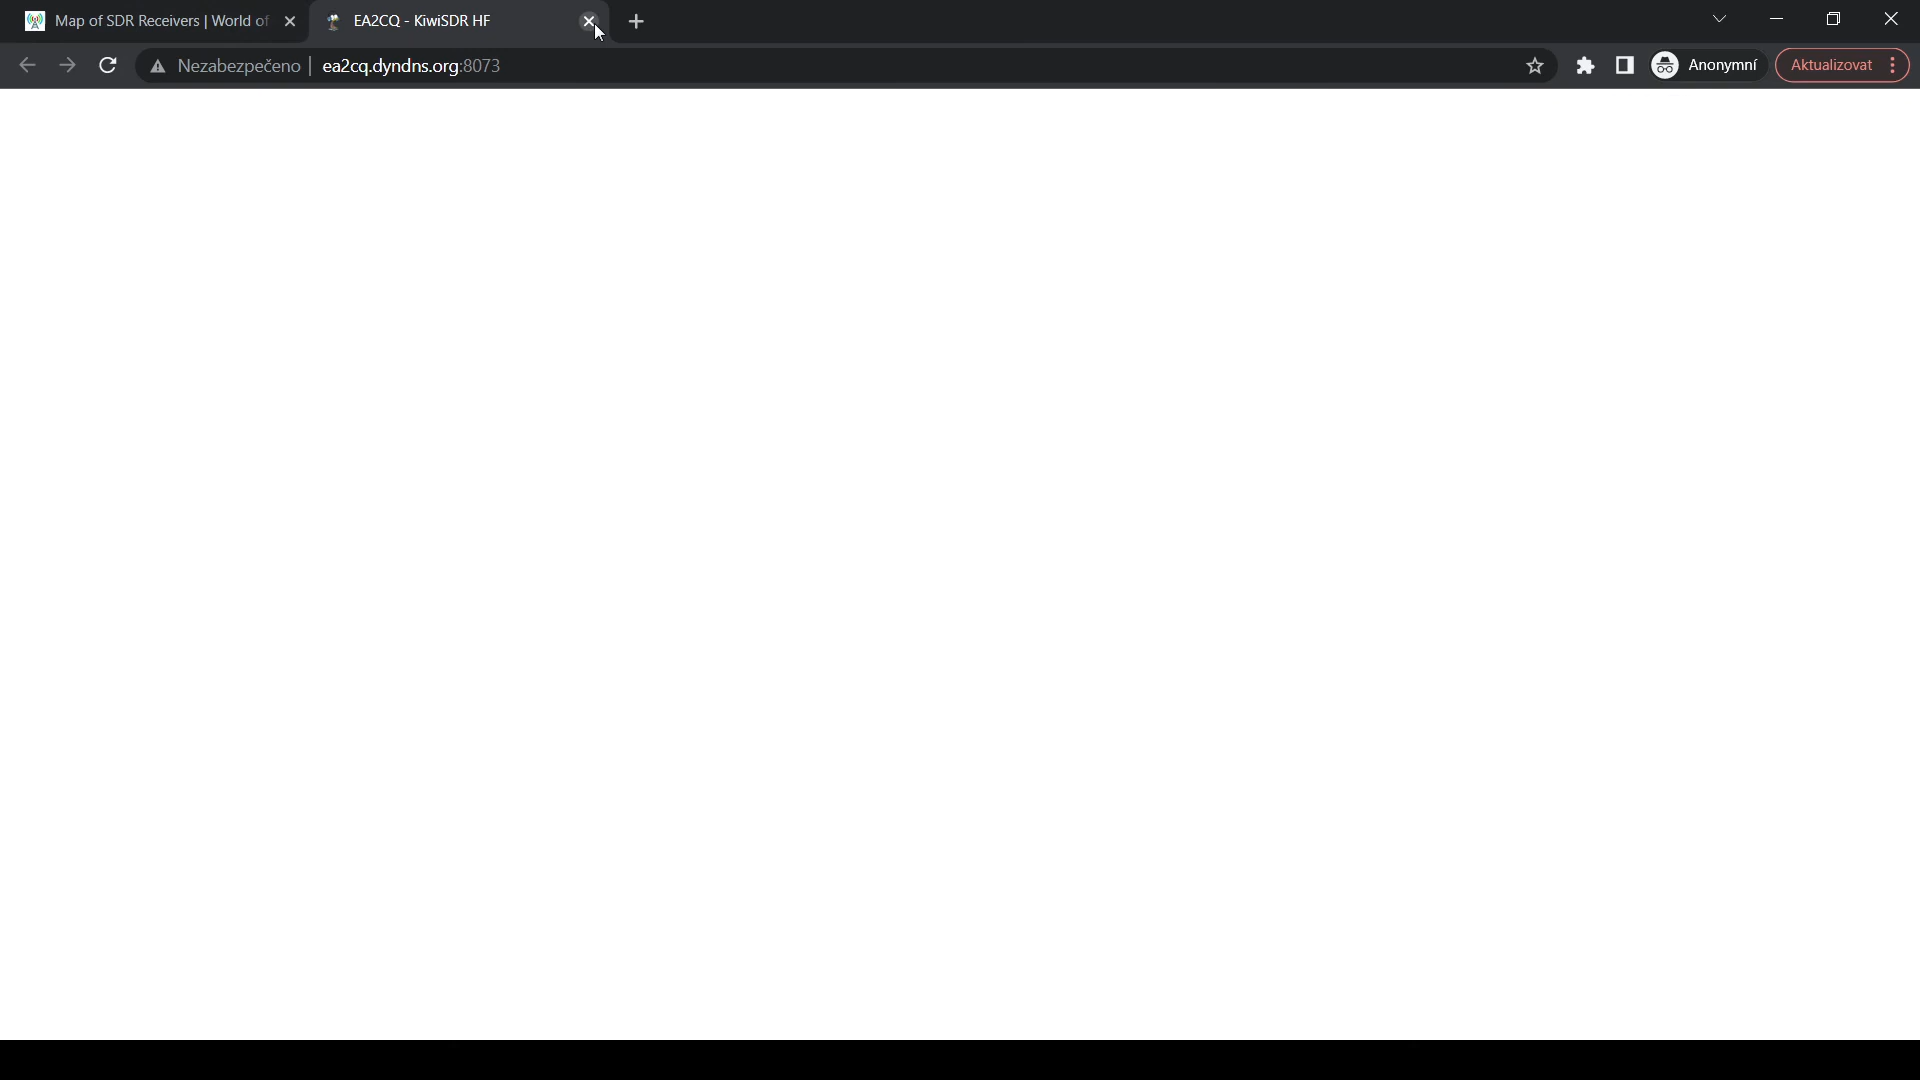 Map of SDR Receivers | World of
EA2CQ - KiwiSDR HF
Nezabezpečeno
ea2cq.dyndns.org:8073
Anonymní
Aktualizovat